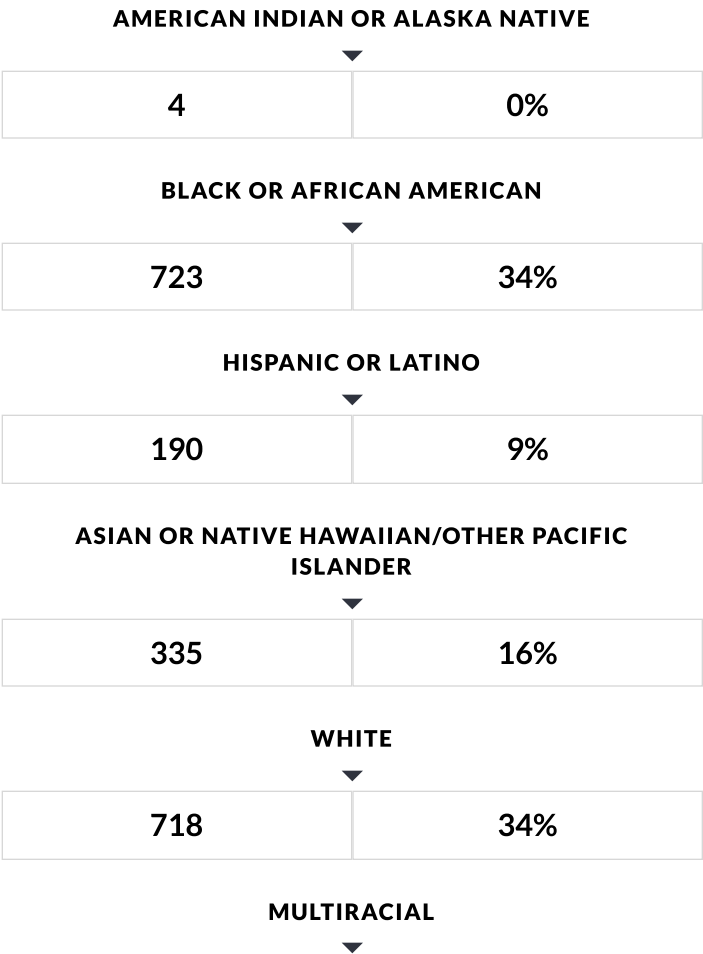 AMERICAN INDIAN OR ALASKA NATIVE
4 0%
BLACK OR AFRICAN AMERICAN
723 34%
HISPANIC OR LATINO
190 9%
ASIAN OR NATIVE HAWAIIAN/OTHER PACIFIC
ISLANDER
335 16%
WHITE
718 34%
MULTIRACIAL